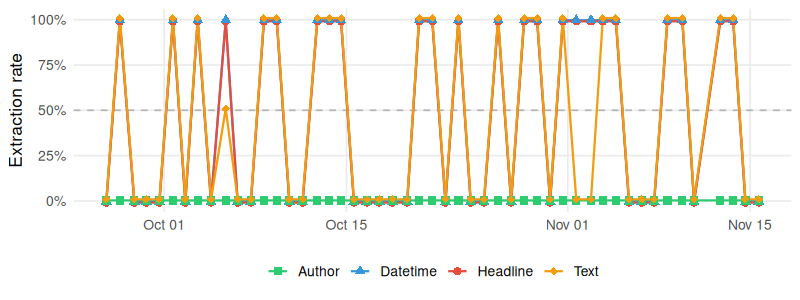 Extraction rate
100%
75%
50%
25%
0%
Oct 01 Oct 15 Nov 01 Nov 15
Author Datetime Headline Text